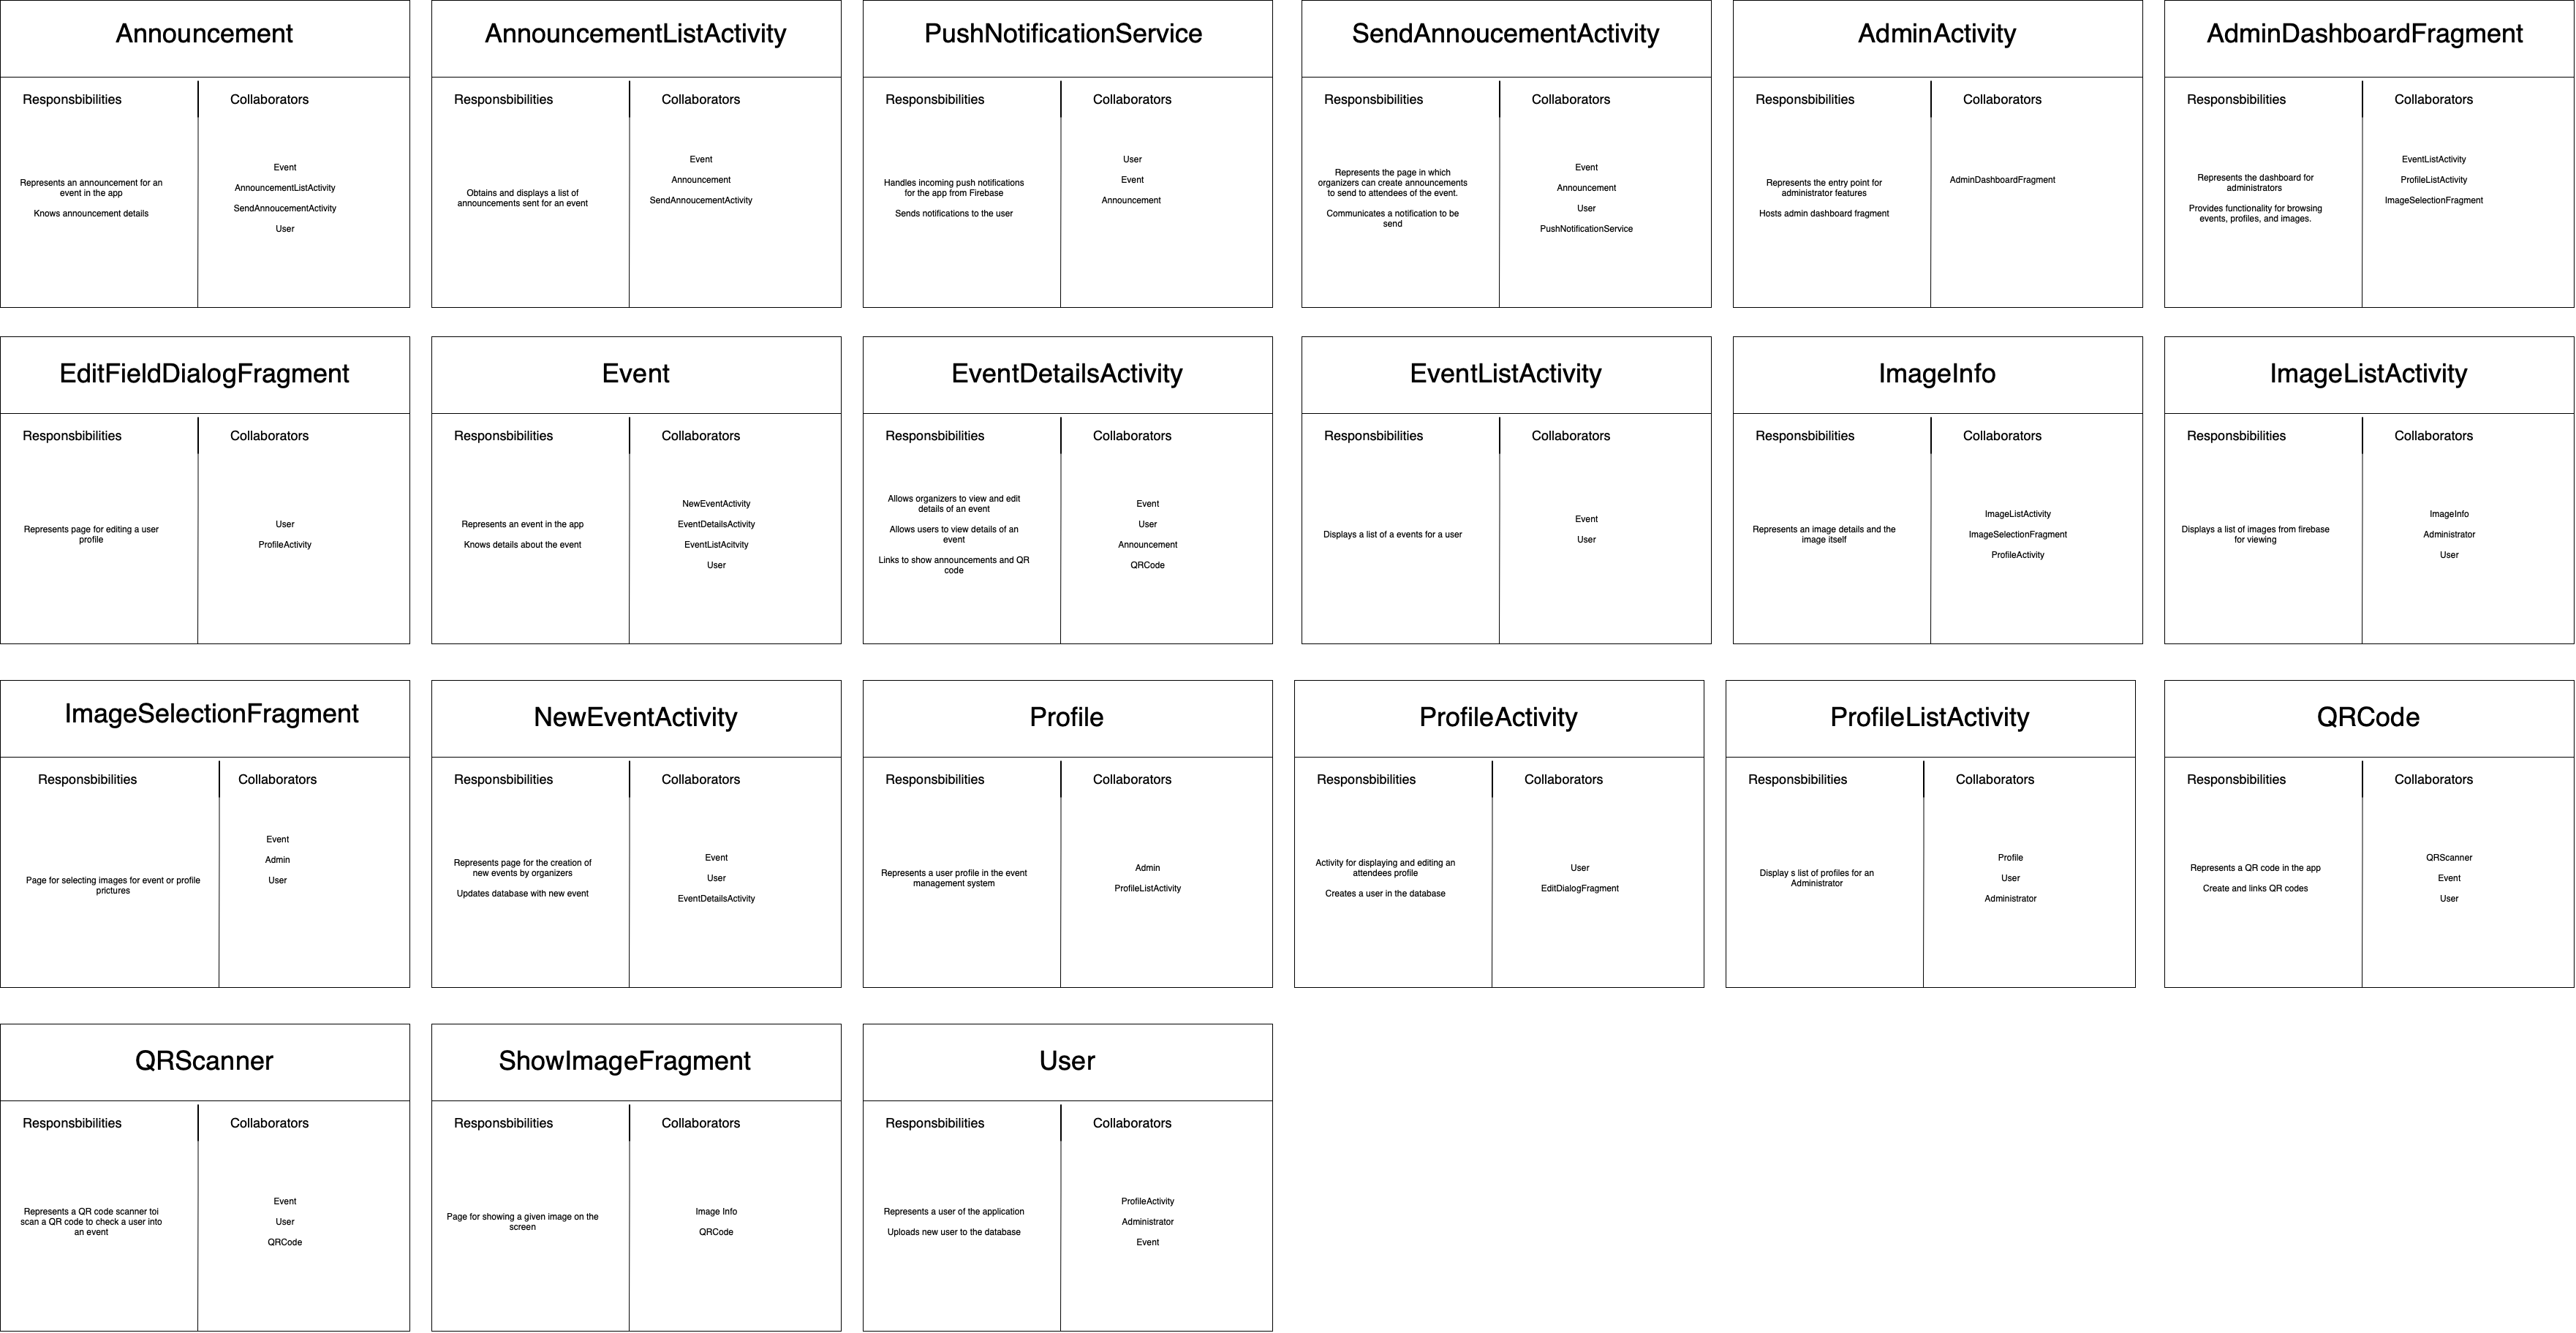 Announcement
Responsbibilities
Collaborators
Represents an announcement for an
event in the app
Knows announcement details
Event
AnnouncementListActivity
SendAnnoucementActivity
User
AnnouncementListActivity
Responsbibilities
Collaborators
Obtains and displays a list of
announcements sent for an event
Event
Announcement
SendAnnoucementActivity
PushNotificationService
Responsbibilities
Collaborators
Handles incoming push notifications
for the app from Firebase
Sends notifications to the user
User
Event
Announcement
SendAnnoucementActivity
Responsbibilities
Collaborators
Represents the page in which
organizers can create announcements
to send to attendees of the event.
Communicates a notification to be
send
Event
Announcement
User
PushNotificationService
AdminActivity
Responsbibilities
Collaborators
Represents the entry point for
administrator features
Hosts admin dashboard fragment
AdminDashboardFragment
AdminDashboardFragment
Responsbibilities
Collaborators
Represents the dashboard for
administrators
Provides functionality for browsing
events, profiles, and images.
EventListActivity
ProfileListActivity
ImageSelectionFragment
EditFieldDialogFragment
Responsbibilities
Collaborators
Represents page for editing a user
profile
User
ProfileActivity
Event
Responsbibilities
Collaborators
Represents an event in the app
Knows details about the event
NewEventActivity
EventDetailsActivity
EventListAcitvity
User
EventDetailsActivity
Responsbibilities
Collaborators
Allows organizers to view and edit
details of an event
Allows users to view details of an
event
Links to show announcements and QR
code
Event
User
Announcement
QRCode
EventListActivity
Responsbibilities
Collaborators
Displays a list of a events for a user
Event
User
ImageInfo
Responsbibilities
Collaborators
Represents an image details and the
image itself
ImageListActivity
ImageSelectionFragment
ProfileActivity
ImageListActivity
Responsbibilities
Collaborators
Displays a list of images from firebase
for viewing
ImageInfo
Administrator
User
ImageSelectionFragment
Responsbibilities
Collaborators
Page for selecting images for event or profile
prictures
Event
Admin
User
NewEventActivity
Responsbibilities
Collaborators
Represents page for the creation of
new events by organizers
Updates database with new event
Event
User
EventDetailsActivity
Profile
Responsbibilities
Collaborators
Represents a user profile in the event
management system
Admin
ProfileListActivity
ProfileActivity
Responsbibilities
Collaborators
Activity for displaying and editing an
attendees profile
Creates a user in the database
User
EditDialogFragment
ProfileListActivity
Responsbibilities
Collaborators
Display s list of profiles for an
Administrator
Profile
User
Administrator
QRCode
Responsbibilities
Collaborators
Represents a QR code in the app
Create and links QR codes
QRScanner
Event
User
QRScanner
Responsbibilities
Collaborators
Represents a QR code scanner toi
scan a QR code to check a user into
an event
Event
User
QRCode
ShowImageFragment
Responsbibilities
Collaborators
Page for showing a given image on the
screen
Image Info
QRCode
User
Responsbibilities
Collaborators
Represents a user of the application
Uploads new user to the database
ProfileActivity
Administrator
Event